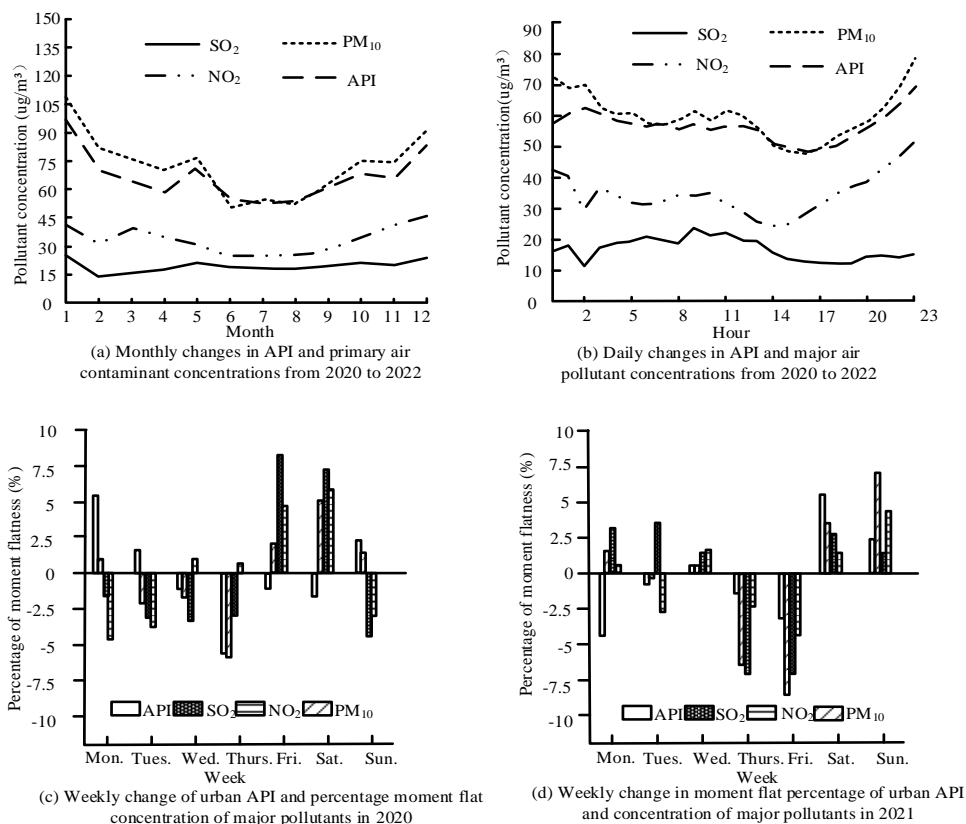 150
135
120
105
90
75
60
45
30
15
0
Pollutant concentration (ug/m³)
SO₂
PM₁₀
NO₂
API
1 2 3 4 5 6 7 8 9 10 11 12
Month
(a) Monthly changes in API and primary air
contaminant concentrations from 2020 to 2022
90
80
70
60
50
40
30
20
10
0
Pollutant concentration(ug/m³)
SO₂
PM₁₀
NO₂
API
2 5 8 11 14 17 20 23
Hour
(b) Daily changes in API and major air
pollutant concentrations from 2020 to 2022
10
7.5
5
2.5
0
-2.5
-5
-7.5
-10
Percentage of moment flatness (%)
API SO₂ NO₂ PM₁₀
Mon. Tues. Wed. Thurs. Fri. Sat. Sun.
Week
(c) Weekly change of urban API and percentage moment flat
concentration of major pollutants in 2020
10
7.5
5
2.5
0
-2.5
-5
-7.5
-10
Percentage of moment flatness (%)
API SO₂ NO₂ PM₁₀
Mon. Tues. Wed. Thurs. Fri. Sat. Sun.
Week
(d) Weekly change in moment flat percentage of urban API
and concentration of major pollutants in 2021